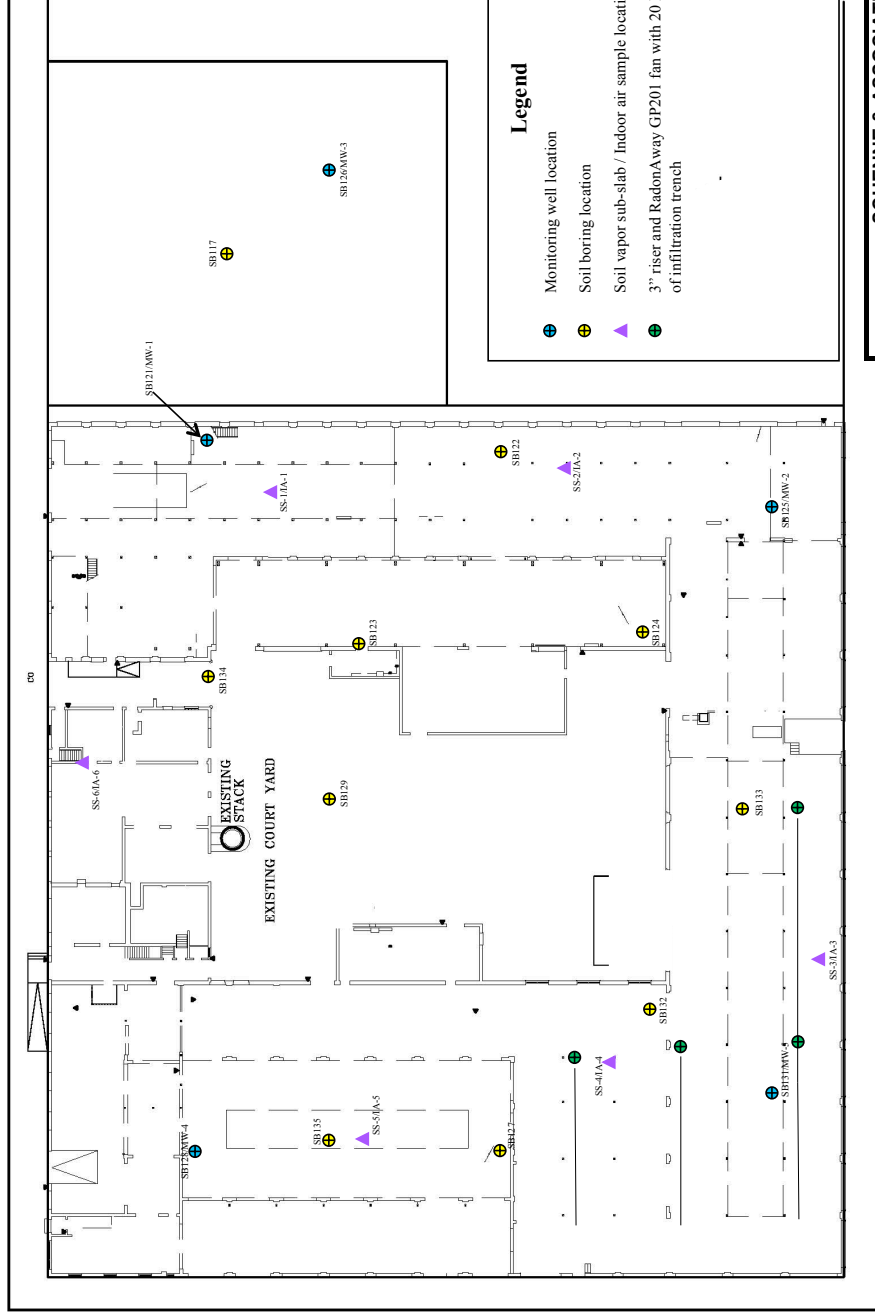 SB126/MW-3
SB117
SB121/MW-1
SB122
SS-1/IA-1
SS-2/IA-2
SB125/MW-2
SB123
SB124
SB134
CO
SS-6/IA-6
EXISTING
STACK
SB129
SB133
EXISTING COURT YARD
SS-3/IA-3
SB132
SS-4/IA-4
SB131/MW-5
SB128/MW-4
SB135
SS-5/IA-5
SB127
Legend
Monitoring well location
Soil boring location
Soil vapor sub-slab / Indoor air sample locati
3” riser and RadonAway GP201 fan with 20
of infiltration trench